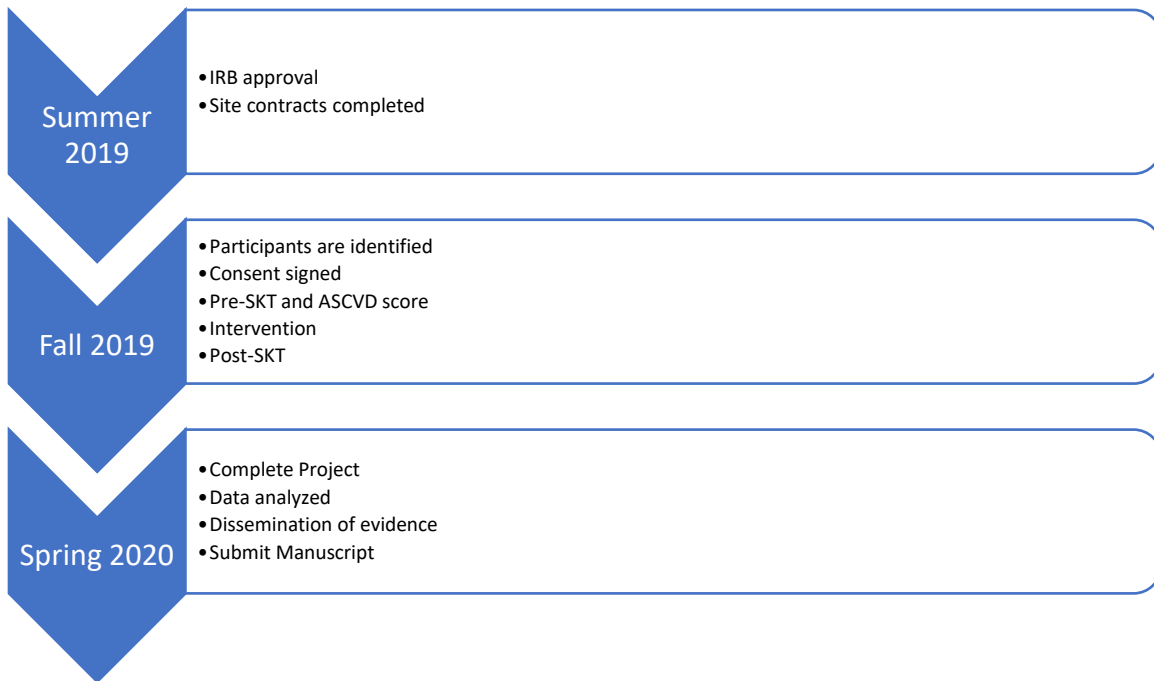 Summer
2019
•IRB approval
•Site contracts completed
Fall 2019
•Participants are identified
•Consent signed
•Pre-SKT and ASCVD score
•Intervention
•Post-SKT
Spring 2020
•Complete Project
•Data analyzed
•Dissemination of evidence
•Submit Manuscript